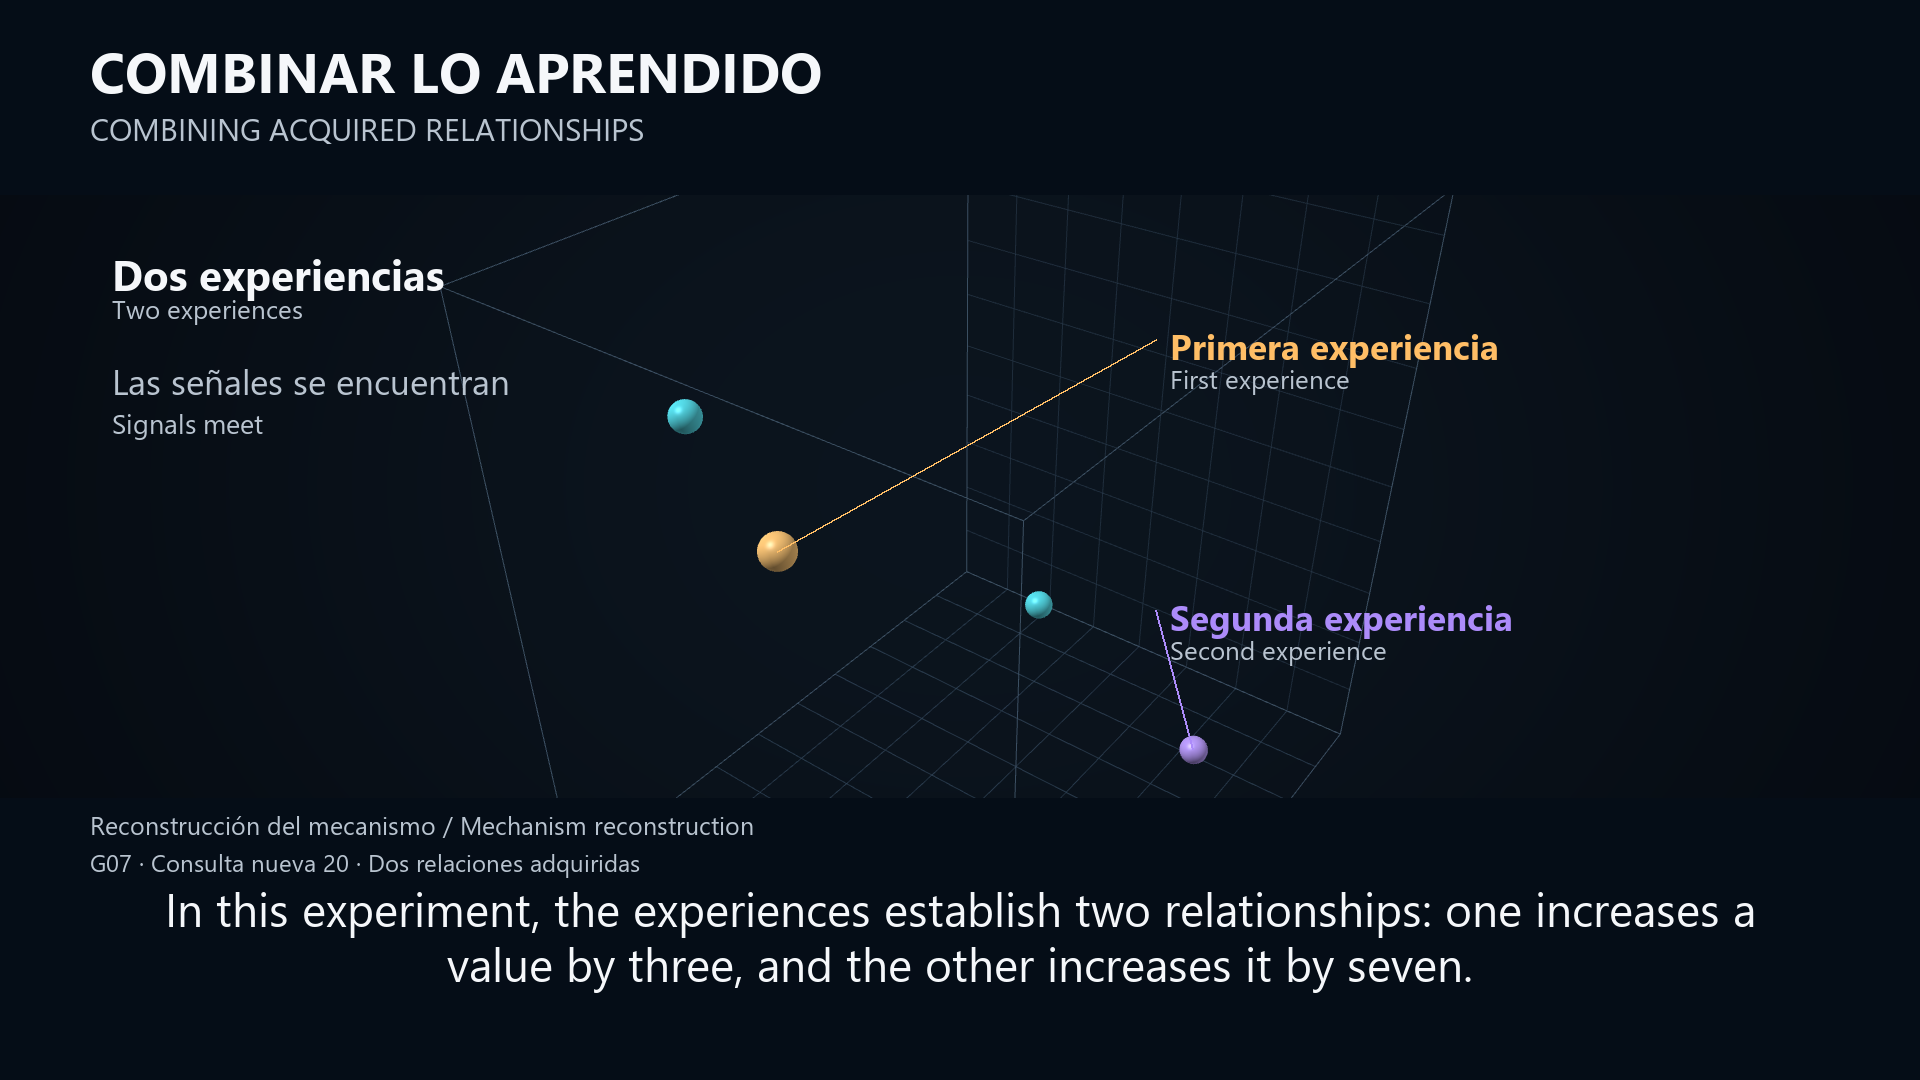 COMBINAR LO APRENDIDO
COMBINING ACQUIRED RELATIONSHIPS
Dos experiencias
Two experiences
Las señales se encuentran
Signals meet
Primera experiencia
First experience
Segunda experiencia
Second experience
Reconstrucción del mecanismo / Mechanism reconstruction
G07 · Consulta nueva 20 · Dos relaciones adquiridas
In this experiment, the experiences establish two relationships: one increases a
value by three, and the other increases it by seven.